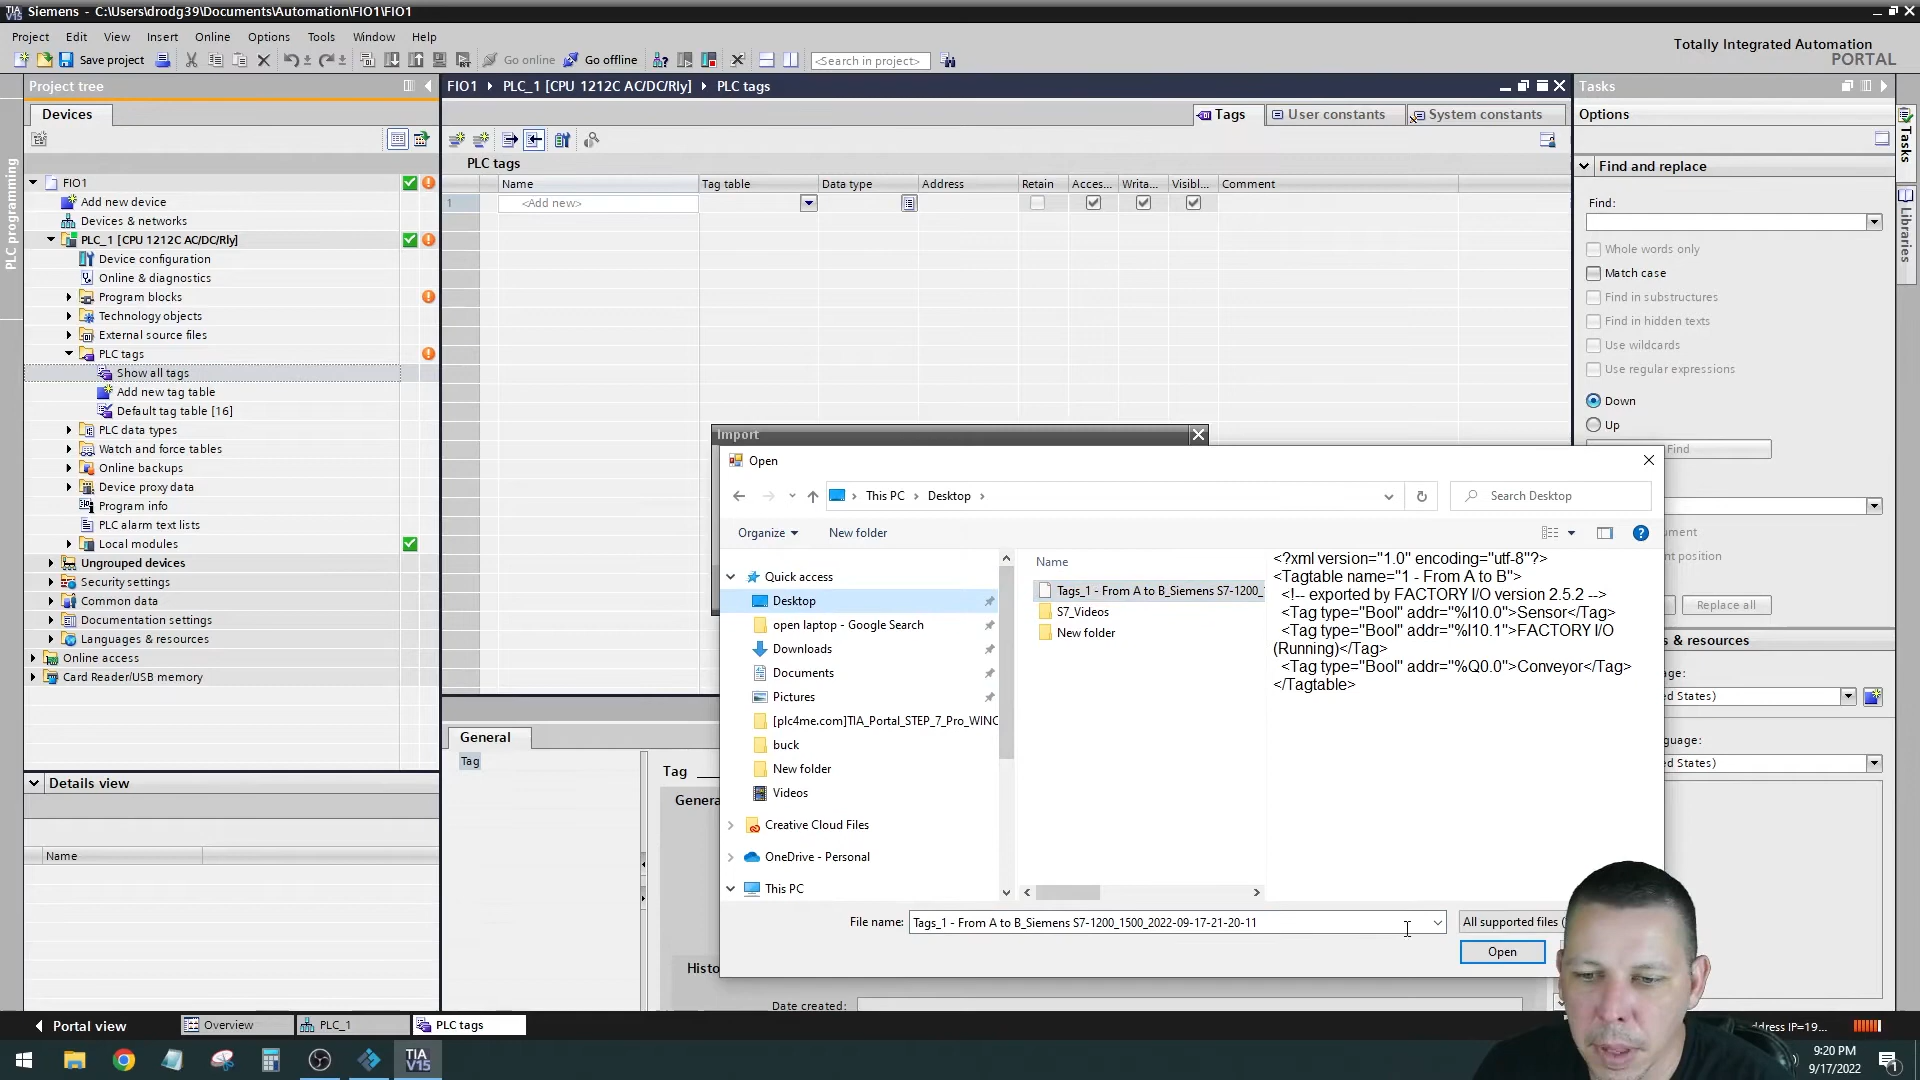 Siemens - C:\Users\drodg39\Documents\Automation\FIO1\FIO1
Project Edit View Insert Online Options Tools Window Help
Totally Integrated Automation
PORTAL
Save project
Go online
Go offline
<Search in project>
Project tree
FIO1 PLC_1 [CPU 1212C AC/DC/Rly] PLC tags
Tasks
Devices
Tags
User constants
System constants
Options
PLC programming
Tasks
Libraries
PLC tags
Find and replace
Name Tag table Data type Address Retain Acces... Writa... Visibl... Comment
1 <Add new>
FIO1
Add new device
Devices & networks
PLC_1 [CPU 1212C AC/DC/Rly]
Device configuration
Online & diagnostics
Program blocks
Technology objects
External source files
PLC tags
Show all tags
Add new tag table
Default tag table [16]
PLC data types
Watch and force tables
Online backups
Device proxy data
Program info
PLC alarm text lists
Local modules
Ungrouped devices
Security settings
Common data
Documentation settings
Languages & resources
Online access
Card Reader/USB memory
Find:
Whole words only
Match case
Find in substructures
Find in hidden texts
Use wildcards
Use regular expressions
Down
Up
Find
Replace all
Import
Open
This PC
Desktop
Search Desktop
Organize
New folder
Quick access
Desktop
open laptop - Google Search
Downloads
Documents
Pictures
[plc4me.com]TIA_Portal_STEP_7_Pro_WINC
buck
New folder
Videos
Creative Cloud Files
OneDrive - Personal
This PC
Name
Tags_1 - From A to B_Siemens S7-1200_
S7_Videos
New folder
<?xml version="1.0" encoding="utf-8"?>
<Tagtable name="1 - From A to B">
<!-- exported by FACTORY I/O version 2.5.2 -->
<Tag type="Bool" addr="%I10.0">Sensor</Tag>
<Tag type="Bool" addr="%I10.1">FACTORY I/O
(Running)</Tag>
<Tag type="Bool" addr="%Q0.0">Conveyor</Tag>
</Tagtable>
File name: Tags_1 - From A to B_Siemens S7-1200_1500_2022-09-17-21-20-11
All supported files (
Open
& resources
d States)
d States)
Details view
Name
General
Tag
Tag
Date created:
Portal view
Overview
PLC_1
PLC tags
TIA
V15
9:20 PM
9/17/2022